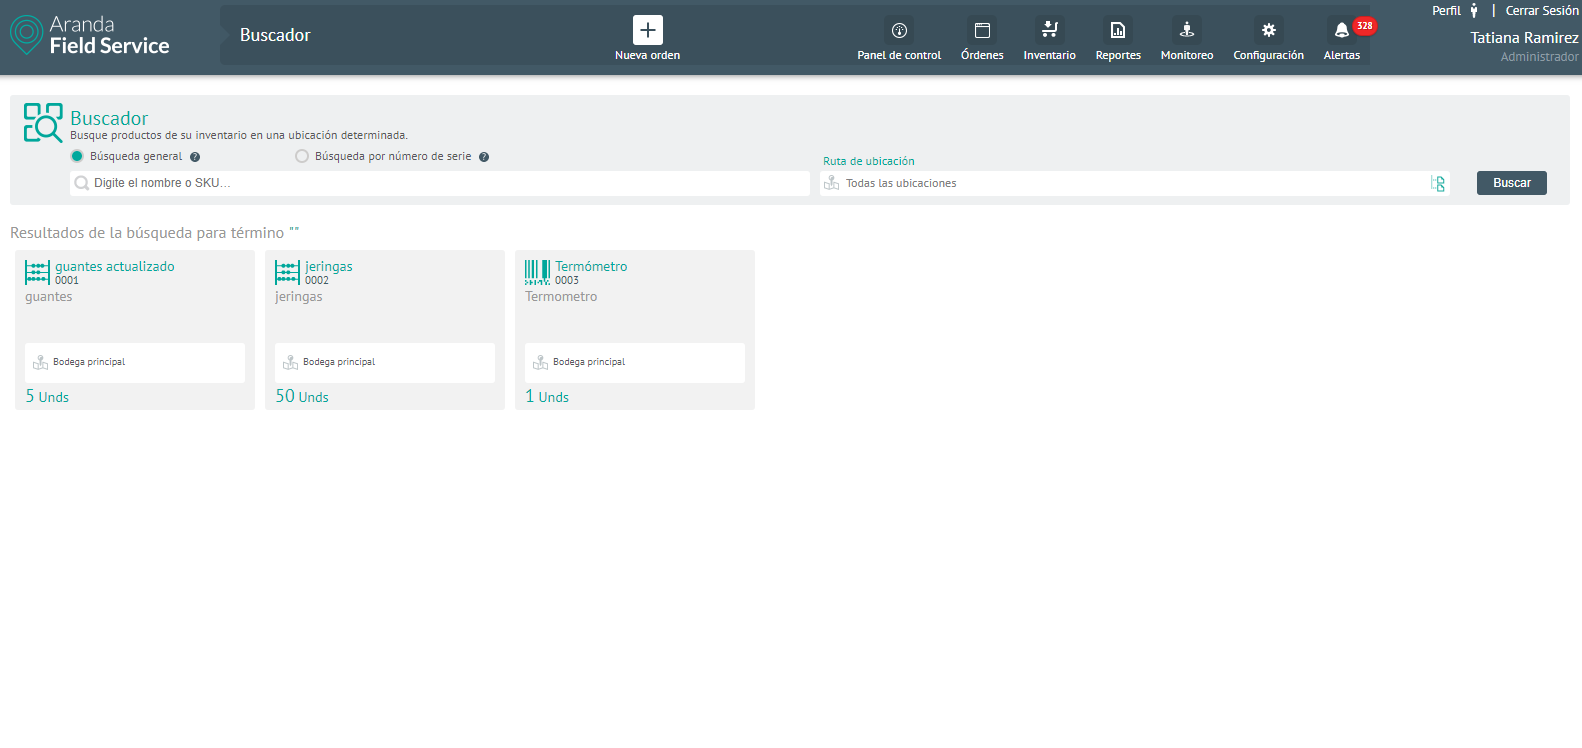 Aranda
Field Service
Buscador
Nueva orden
Panel de control
Órdenes
Inventario
Reportes
Monitoreo
Configuración
Alertas
328
Perfil | Cerrar Sesión
Tatiana Ramirez
Administrador
Buscador
Busque productos de su inventario en una ubicación determinada.
Búsqueda general ?
Búsqueda por número de serie ?
Digite el nombre o SKU...
Ruta de ubicación
Todas las ubicaciones
Buscar
Resultados de la búsqueda para término ""
guantes actualizado
0001
guantes
Bodega principal
5 Unds
jeringas
0002
jeringas
Bodega principal
50 Unds
Termómetro
0003
Termometro
Bodega principal
1 Unds